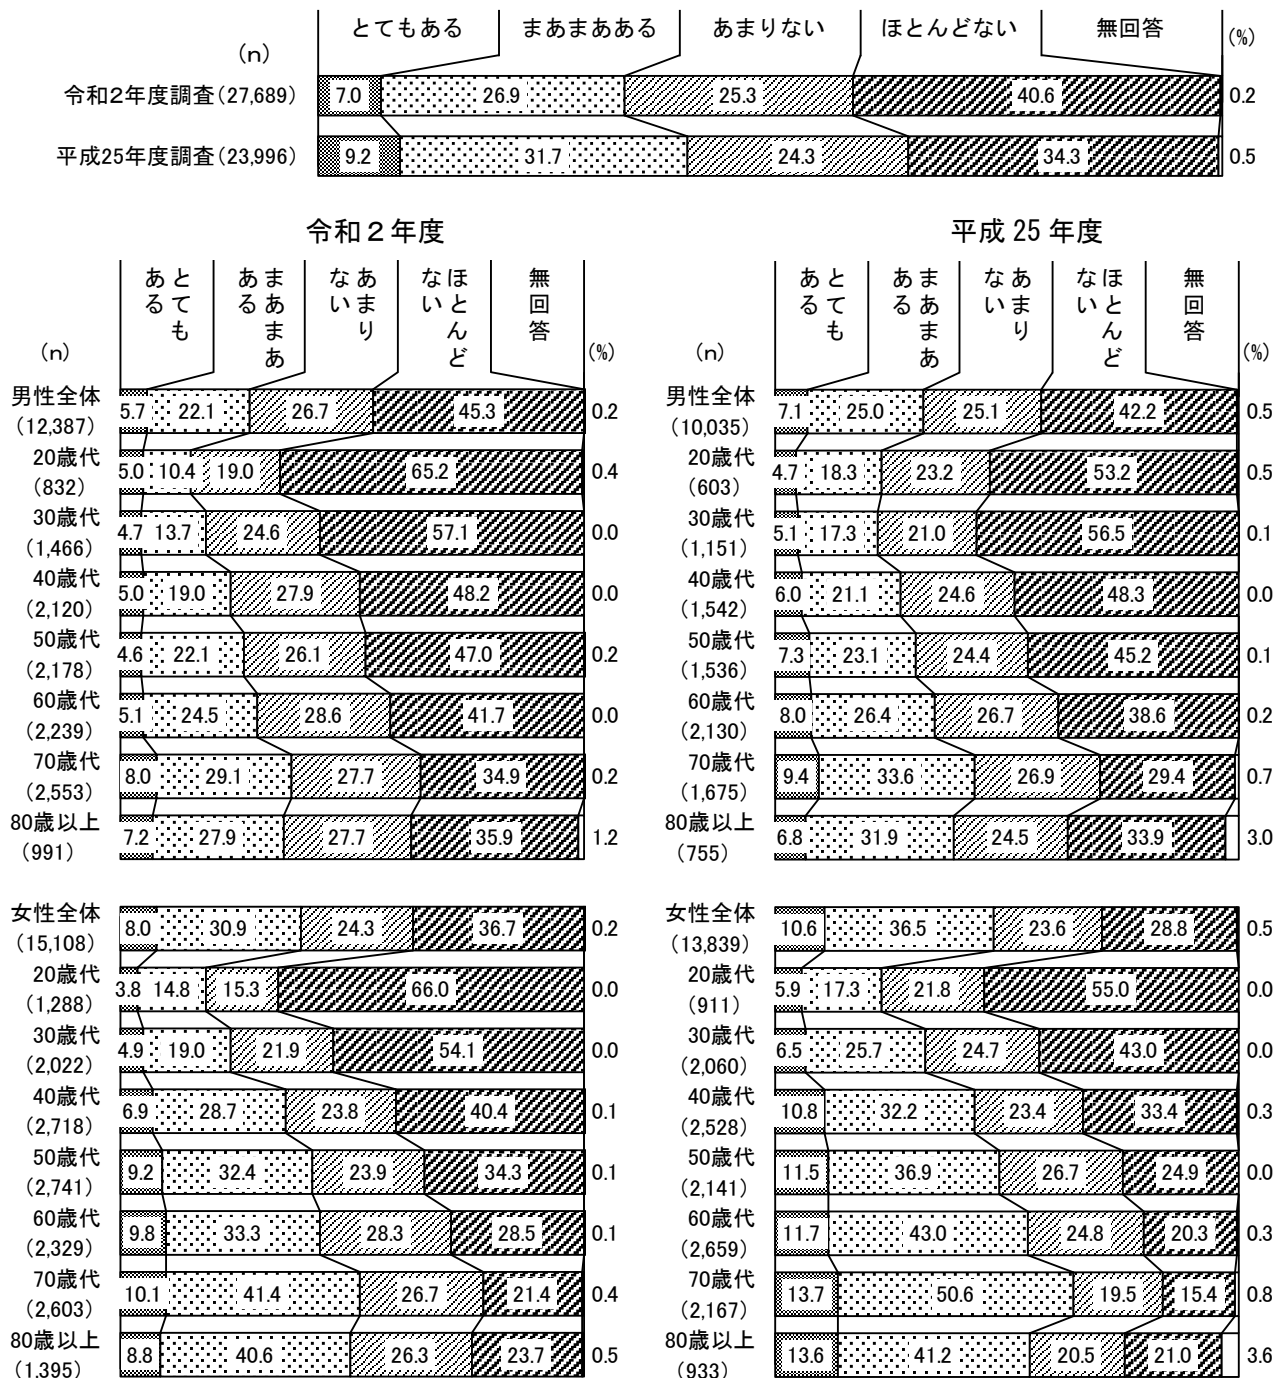 とてもある まあまあある あまりない ほとんどない 無回答
(n) (%)
令和2年度調査(27,689) 7.0 26.9 25.3 40.6 0.2
平成25年度調査(23,996) 9.2 31.7 24.3 34.3 0.5
令和2年度
とてもある まあまあある あまりない ほとんどない 無回答
(n) (%)
男性全体 5.7 22.1 26.7 45.3 0.2
(12,387)
20歳代 5.0 10.4 19.0 65.2 0.4
(832)
30歳代 4.7 13.7 24.6 57.1 0.0
(1,466)
40歳代 5.0 19.0 27.9 48.2 0.0
(2,120)
50歳代 4.6 22.1 26.1 47.0 0.2
(2,178)
60歳代 5.1 24.5 28.6 41.7 0.0
(2,239)
70歳代 8.0 29.1 27.7 34.9 0.2
(2,553)
80歳以上 7.2 27.9 27.7 35.9 1.2
(991)
女性全体 8.0 30.9 24.3 36.7 0.2
(15,108)
20歳代 3.8 14.8 15.3 66.0 0.0
(1,288)
30歳代 4.9 19.0 21.9 54.1 0.0
(2,022)
40歳代 6.9 28.7 23.8 40.4 0.1
(2,718)
50歳代 9.2 32.4 23.9 34.3 0.1
(2,741)
60歳代 9.8 33.3 28.3 28.5 0.1
(2,329)
70歳代 10.1 41.4 26.7 21.4 0.4
(2,603)
80歳以上 8.8 40.6 26.3 23.7 0.5
(1,395)
平成25年度
とてもある まあまあある あまりない ほとんどない 無回答
(n) (%)
男性全体 7.1 25.0 25.1 42.2 0.5
(10,035)
20歳代 4.7 18.3 23.2 53.2 0.5
(603)
30歳代 5.1 17.3 21.0 56.5 0.1
(1,151)
40歳代 6.0 21.1 24.6 48.3 0.0
(1,542)
50歳代 7.3 23.1 24.4 45.2 0.1
(1,536)
60歳代 8.0 26.4 26.7 38.6 0.2
(2,130)
70歳代 9.4 33.6 26.9 29.4 0.7
(1,675)
80歳以上 6.8 31.9 24.5 33.9 3.0
(755)
女性全体 10.6 36.5 23.6 28.8 0.5
(13,839)
20歳代 5.9 17.3 21.8 55.0 0.0
(911)
30歳代 6.5 25.7 24.7 43.0 0.0
(2,060)
40歳代 10.8 32.2 23.4 33.4 0.3
(2,528)
50歳代 11.5 36.9 26.7 24.9 0.0
(2,141)
60歳代 11.7 43.0 24.8 20.3 0.3
(2,659)
70歳代 13.7 50.6 19.5 15.4 0.8
(2,167)
80歳以上 13.6 41.2 20.5 21.0 3.6
(933)